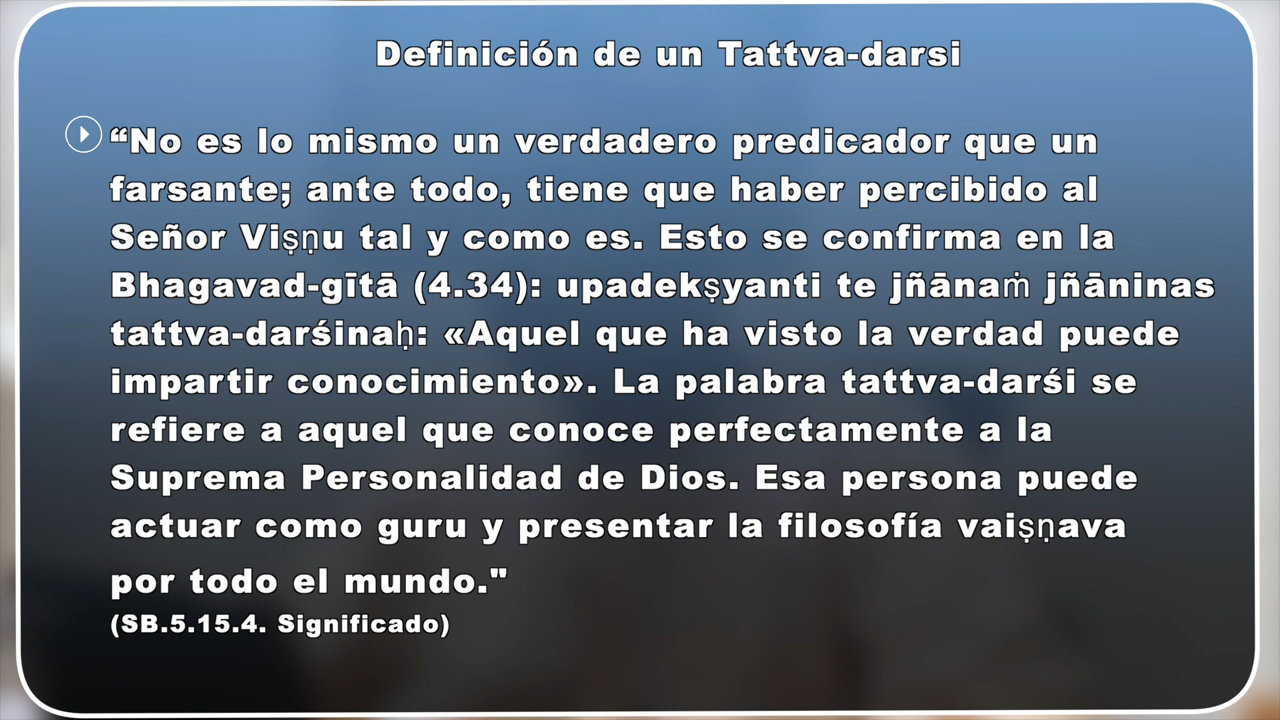 Definición de un Tattva-darsi
“No es lo mismo un verdadero predicador que un
farsante; ante todo, tiene que haber percibido al
Señor Viṣṇu tal y como es. Esto se confirma en la
Bhagavad-gītā (4.34): upadekṣyanti te jñānaṁ jñāninas
tattva-darśinaḥ: «Aquel que ha visto la verdad puede
impartir conocimiento». La palabra tattva-darśi se
refiere a aquel que conoce perfectamente a la
Suprema Personalidad de Dios. Esa persona puede
actuar como guru y presentar la filosofía vaiṣṇava
por todo el mundo."
(SB.5.15.4. Significado)